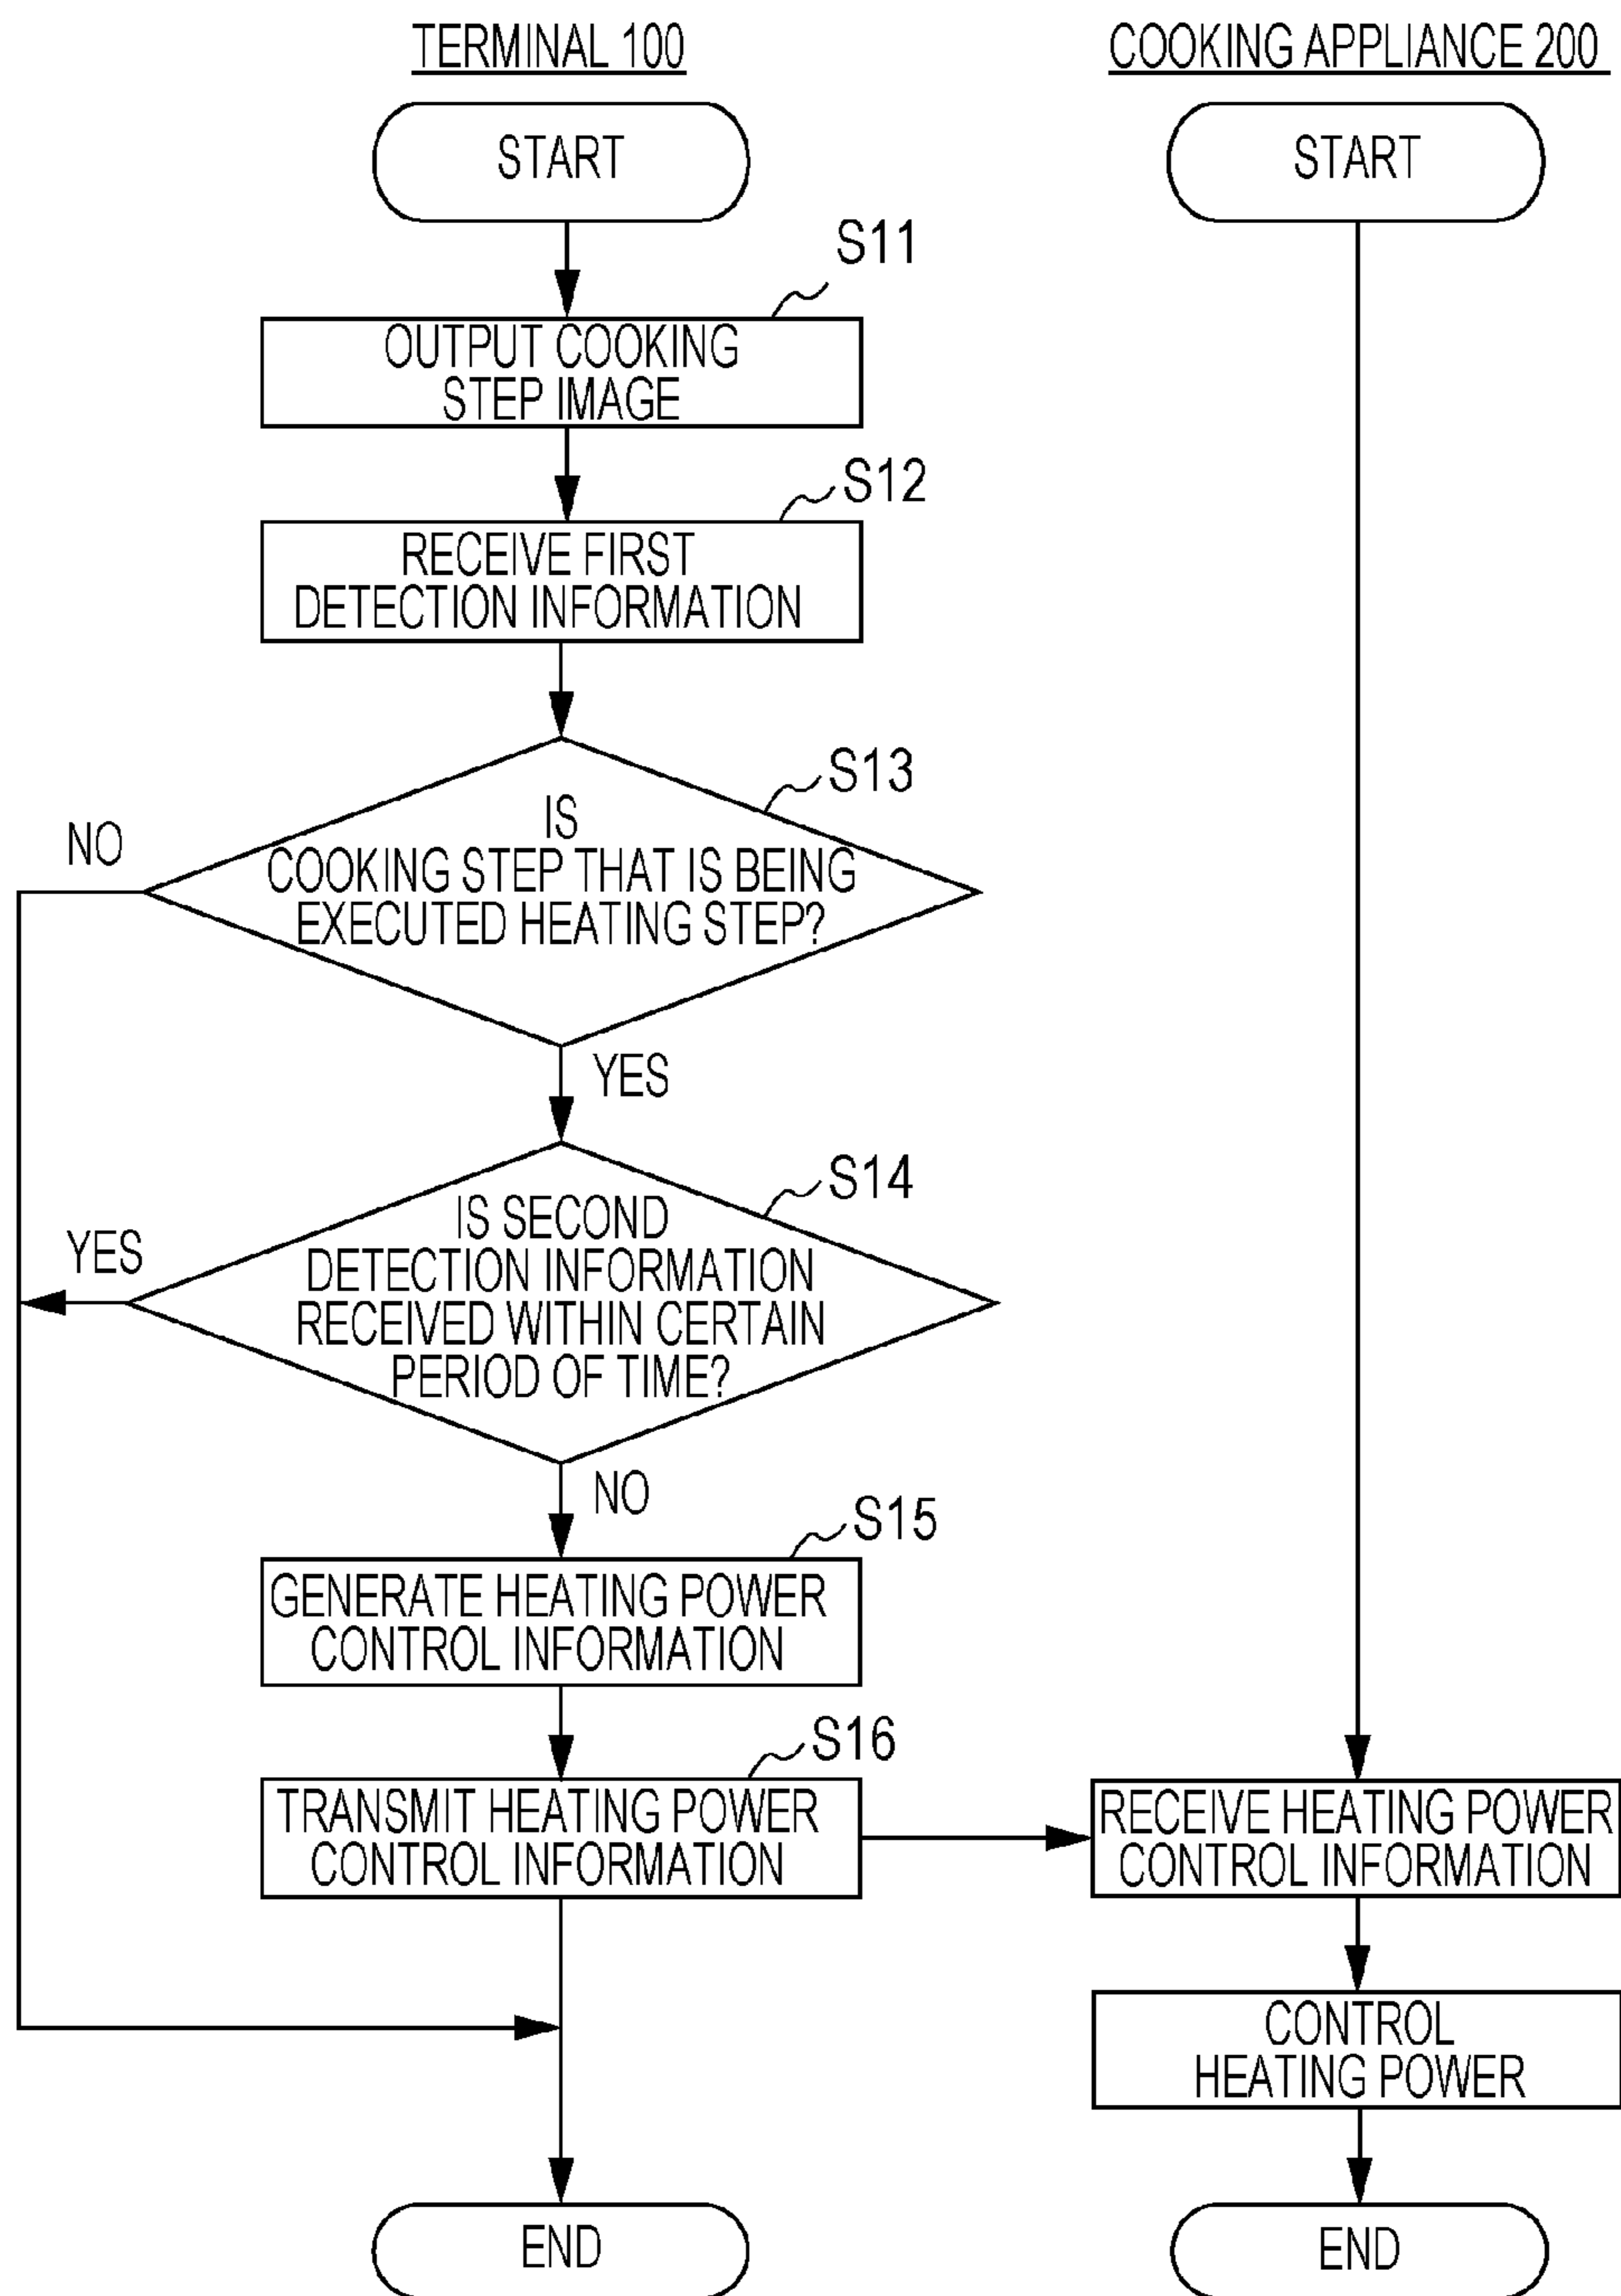 TERMINAL 100
COOKING APPLIANCE 200
START
START
S11
OUTPUT COOKING
STEP IMAGE
S12
RECEIVE FIRST
DETECTION INFORMATION
S13
IS
COOKING STEP THAT IS BEING
EXECUTED HEATING STEP?
NO
YES
S14
IS SECOND
DETECTION INFORMATION
RECEIVED WITHIN CERTAIN
PERIOD OF TIME?
YES
NO
S15
GENERATE HEATING POWER
CONTROL INFORMATION
S16
TRANSMIT HEATING POWER
CONTROL INFORMATION
RECEIVE HEATING POWER
CONTROL INFORMATION
CONTROL
HEATING POWER
END
END